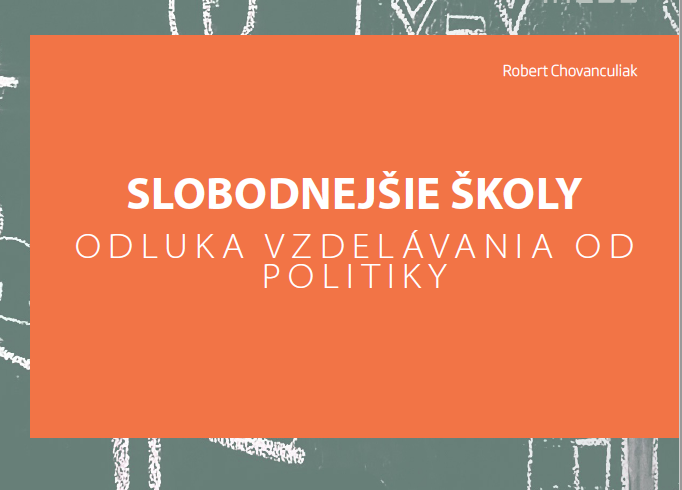 Robert Chovanculiak
SLOBODNEJŠIE ŠKOLY
ODLUKA VZDELÁVANIA OD
POLITIKY